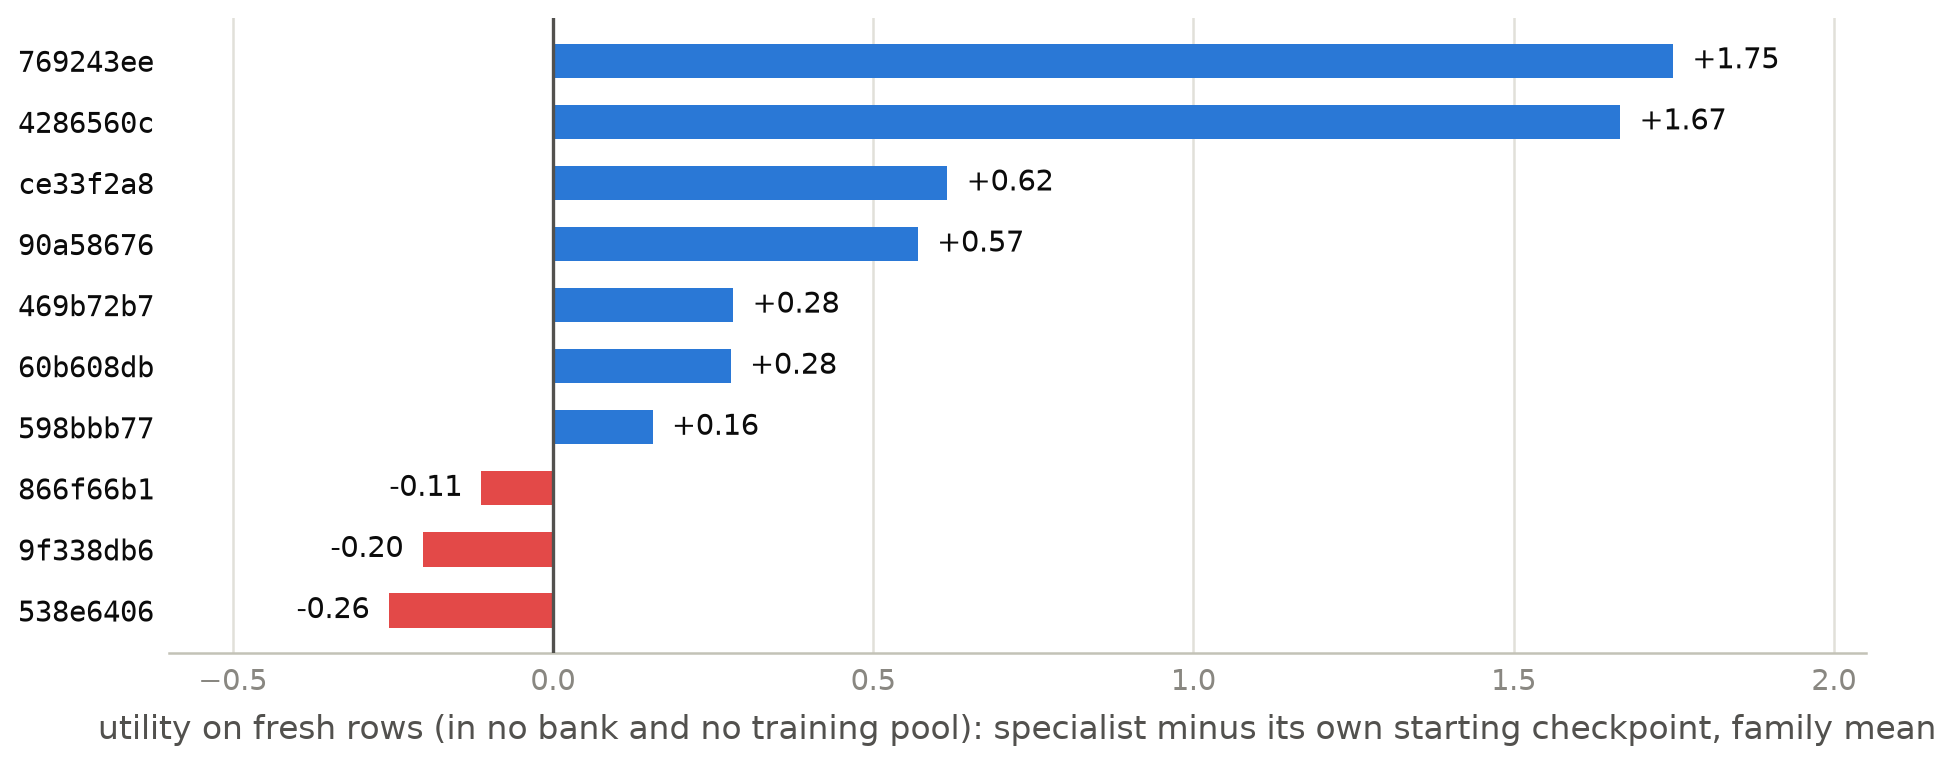 769243ee +1.75
4286560c +1.67
ce33f2a8 +0.62
90a58676 +0.57
469b72b7 +0.28
60b608db +0.28
598bbb77 +0.16
866f66b1 -0.11
9f338db6 -0.20
538e6406 -0.26
−0.5 0.0 0.5 1.0 1.5 2.0
utility on fresh rows (in no bank and no training pool): specialist minus its own starting checkpoint, family mean